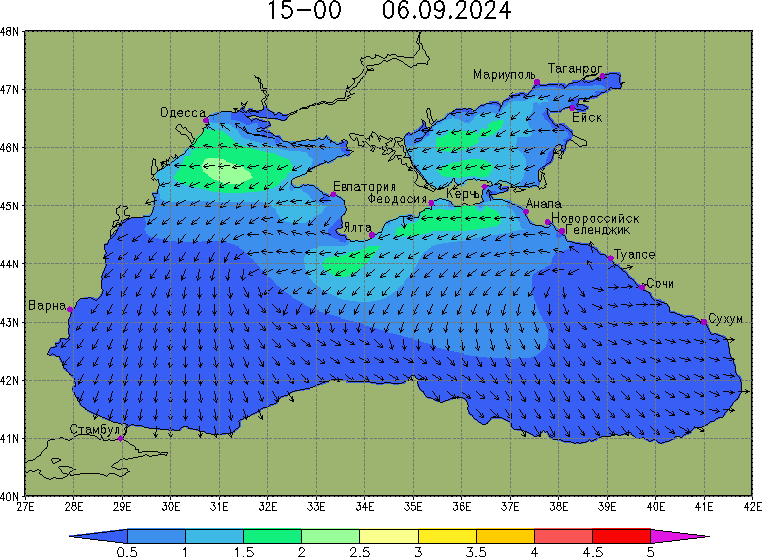 15-00 06.09.2024
48N
Таганрог
Мариуполь
47N
Одесса
Ейск
46N
Евпатория
Керчь
Феодосия
45N
Анапа
Новороссийск
Ялта
Геленджик
44N
Туапсе
Сочи
Варна
43N
Сухум
42N
Стамбул
41N
40N
27E 28E 29E 30E 31E 32E 33E 34E 35E 36E 37E 38E 39E 40E 41E 42E
0.5 1 1.5 2 2.5 3 3.5 4 4.5 5